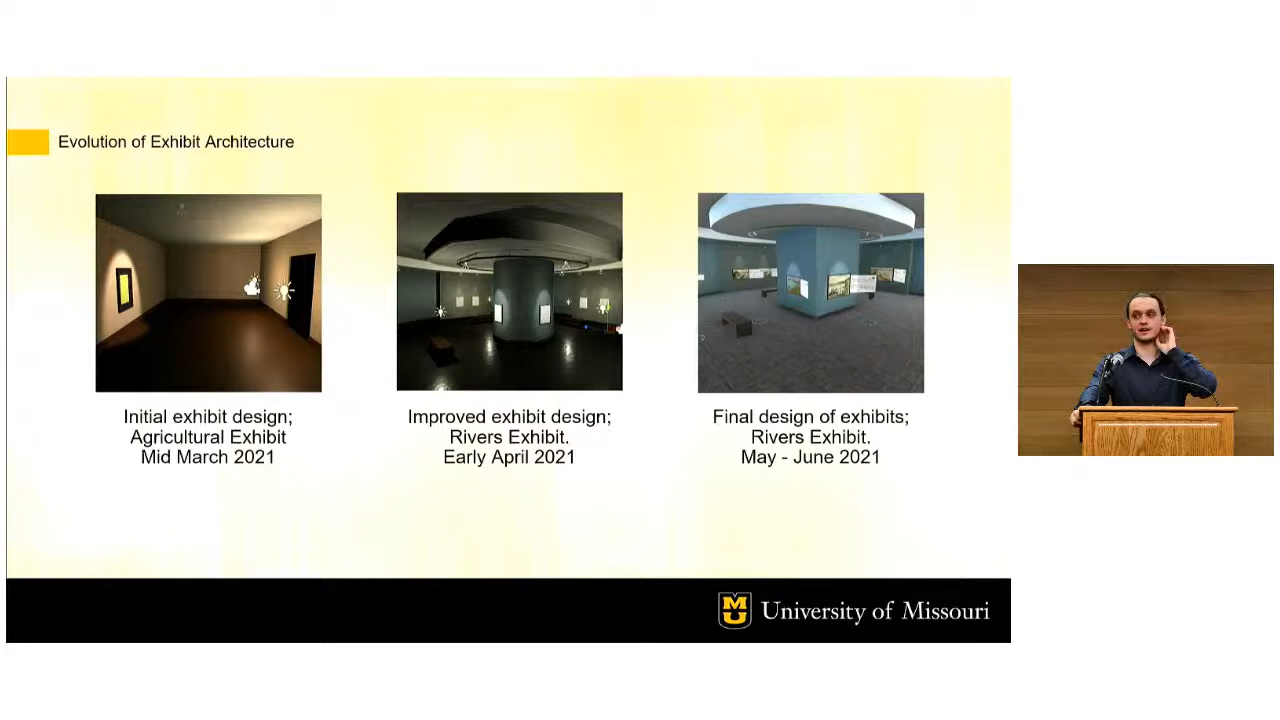 Evolution of Exhibit Architecture
Initial exhibit design;
Agricultural Exhibit
Mid March 2021
Improved exhibit design;
Rivers Exhibit.
Early April 2021
Final design of exhibits;
Rivers Exhibit.
May - June 2021
MU University of Missouri